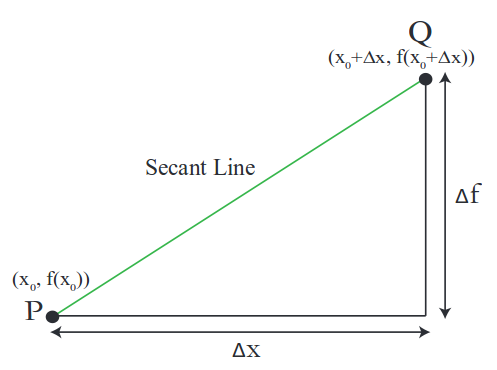 Q
(x₀+Δx, f(x₀+Δx))
Secant Line
Δf
(x₀, f(x₀))
P
Δx